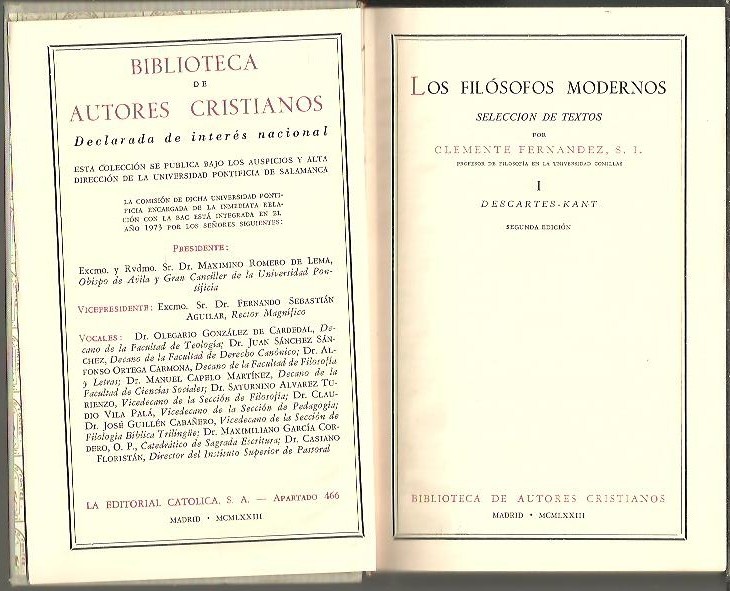 BIBLIOTECA
DE
AUTORES CRISTIANOS
Declarada de interés nacional
ESTA COLECCIÓN SE PUBLICA BAJO LOS AUSPICIOS Y ALTA
DIRECCIÓN DE LA UNIVERSIDAD PONTIFICIA DE SALAMANCA
LA COMISIÓN DE DICHA UNIVERSIDAD PONTI-
FICIA ENCARGADA DE LA INMEDIATA RELA-
CIÓN CON LA BAC ESTÁ INTEGRADA EN EL
AÑO 1973 POR LOS SEÑORES SIGUIENTES:
PRESIDENTE:
Excmo. y Rvdmo. Sr. Dr. MAXIMINO ROMERO DE LEMA,
Obispo de Avila y Gran Canciller de la Universidad Pon-
tificia
VICEPRESIDENTE: Excmo. Sr. Dr. FERNANDO SEBASTIÁN
AGUILAR, Rector Magnífico
VOCALES: Dr. OLEGARIO GONZÁLEZ DE CARDEDAL, De-
cano de la Facultad de Teología; Dr. JUAN SÁNCHEZ SÁN-
CHEZ, Decano de la Facultad de Derecho Canónico; Dr. AL-
FONSO ORTEGA CARMONA, Decano de la Facultad de Filosofía
y Letras; Dr. MANUEL CAPELO MARTÍNEZ, Decano de la
Facultad de Ciencias Sociales; Dr. SATURNINO ALVAREZ TU-
RIENZO, Vicedecano de la Sección de Filosofía; Dr. CLAU-
DIO VILA PALÁ, Vicedecano de la Sección de Pedagogía;
Dr. JOSÉ GUILLÉN CABAÑERO, Vicedecano de la Sección de
Filología Bíblica Trilingüe; Dr. MAXIMILIANO GARCÍA COR-
DERO, O. P., Catedrático de Sagrada Escritura; Dr. CASIANO
FLORISTÁN, Director del Instituto Superior de Pastoral
LA EDITORIAL CATOLICA, S. A. — APARTADO 466
MADRID • MCMLXXIII
LOS FILÓSOFOS MODERNOS
SELECCION DE TEXTOS
POR
CLEMENTE FERNANDEZ, S. I.
PROFESOR DE FILOSOFÍA EN LA UNIVERSIDAD COMILLAS
I
DESCARTES-KANT
SEGUNDA EDICIÓN
BIBLIOTECA DE AUTORES CRISTIANOS
MADRID • MCMLXXIII